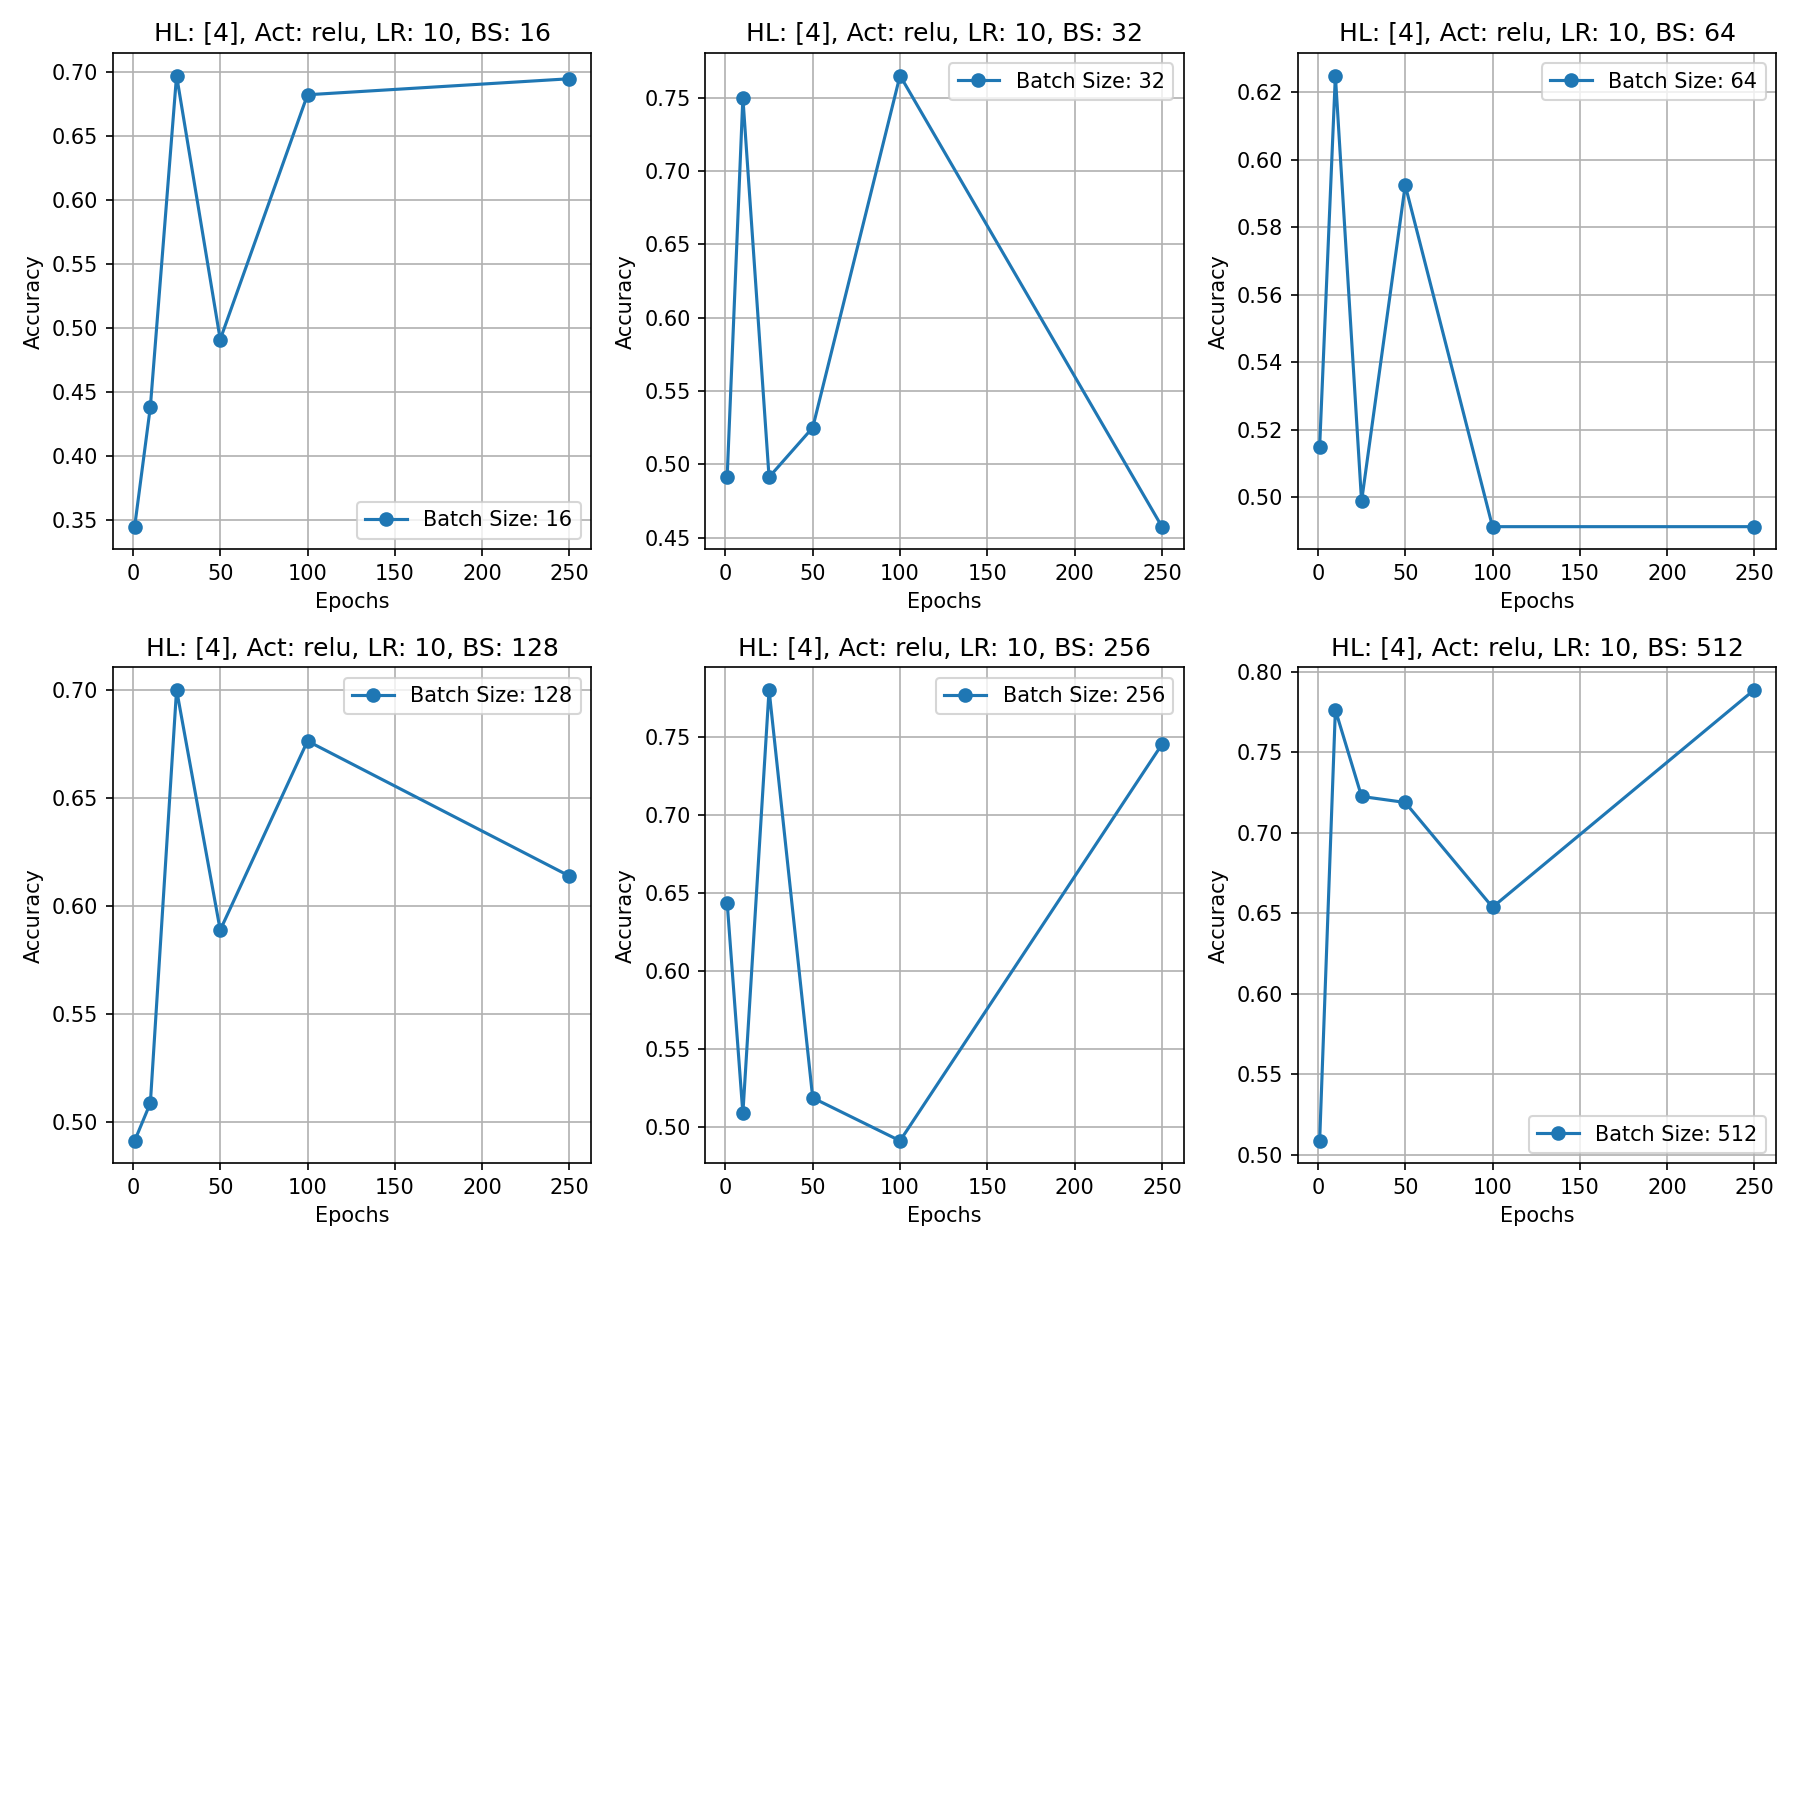 HL: [4], Act: relu, LR: 10, BS: 16
Accuracy
0.70
0.65
0.60
0.55
0.50
0.45
0.40
0.35
Batch Size: 16
0 50 100 150 200 250
Epochs
HL: [4], Act: relu, LR: 10, BS: 32
Accuracy
0.75
0.70
0.65
0.60
0.55
0.50
0.45
Batch Size: 32
0 50 100 150 200 250
Epochs
HL: [4], Act: relu, LR: 10, BS: 64
Accuracy
0.62
0.60
0.58
0.56
0.54
0.52
0.50
Batch Size: 64
0 50 100 150 200 250
Epochs
HL: [4], Act: relu, LR: 10, BS: 128
Accuracy
0.70
0.65
0.60
0.55
0.50
Batch Size: 128
0 50 100 150 200 250
Epochs
HL: [4], Act: relu, LR: 10, BS: 256
Accuracy
0.75
0.70
0.65
0.60
0.55
0.50
Batch Size: 256
0 50 100 150 200 250
Epochs
HL: [4], Act: relu, LR: 10, BS: 512
Accuracy
0.80
0.75
0.70
0.65
0.60
0.55
0.50
Batch Size: 512
0 50 100 150 200 250
Epochs